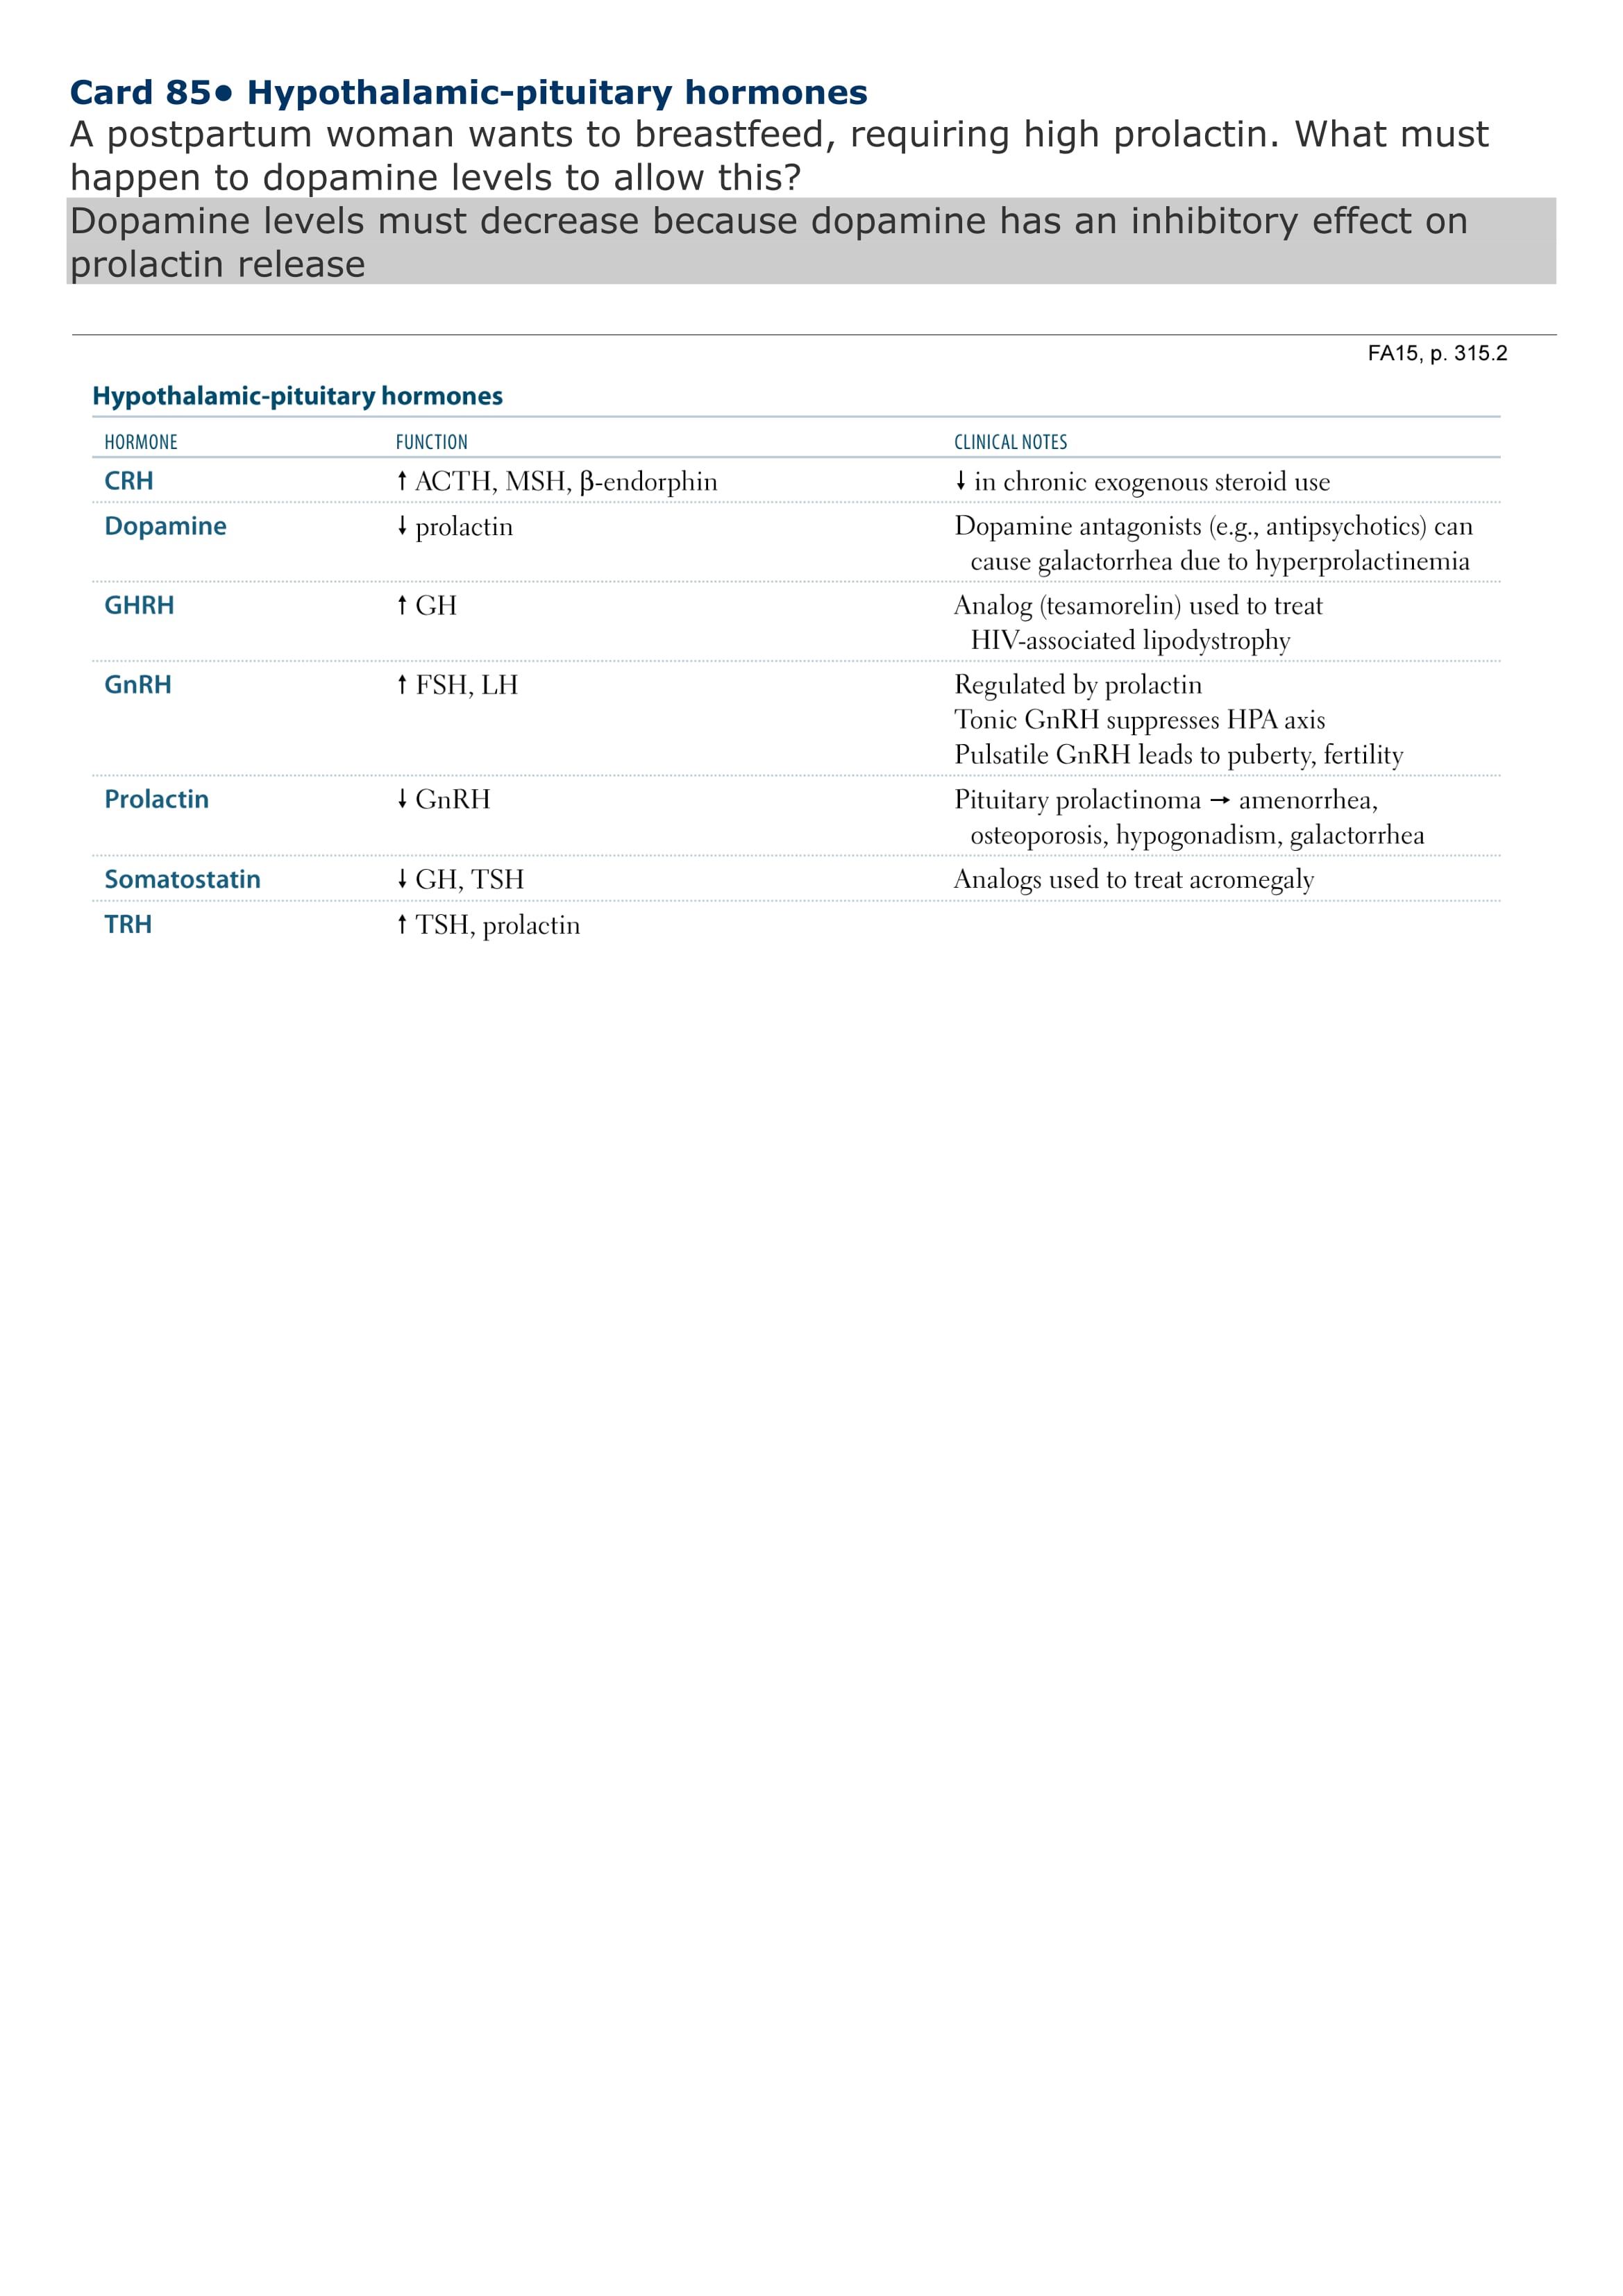 Card 85● Hypothalamic-pituitary hormones
A postpartum woman wants to breastfeed, requiring high prolactin. What must
happen to dopamine levels to allow this?
Dopamine levels must decrease because dopamine has an inhibitory effect on
prolactin release
FA15, p. 315.2
Hypothalamic-pituitary hormones
HORMONE FUNCTION CLINICAL NOTES
CRH ↑ ACTH, MSH, β-endorphin ↓ in chronic exogenous steroid use
Dopamine ↓ prolactin Dopamine antagonists (e.g., antipsychotics) can
cause galactorrhea due to hyperprolactinemia
GHRH ↑ GH Analog (tesamorelin) used to treat
HIV-associated lipodystrophy
GnRH ↑ FSH, LH Regulated by prolactin
Tonic GnRH suppresses HPA axis
Pulsatile GnRH leads to puberty, fertility
Prolactin ↓ GnRH Pituitary prolactinoma → amenorrhea,
osteoporosis, hypogonadism, galactorrhea
Somatostatin ↓ GH, TSH Analogs used to treat acromegaly
TRH ↑ TSH, prolactin